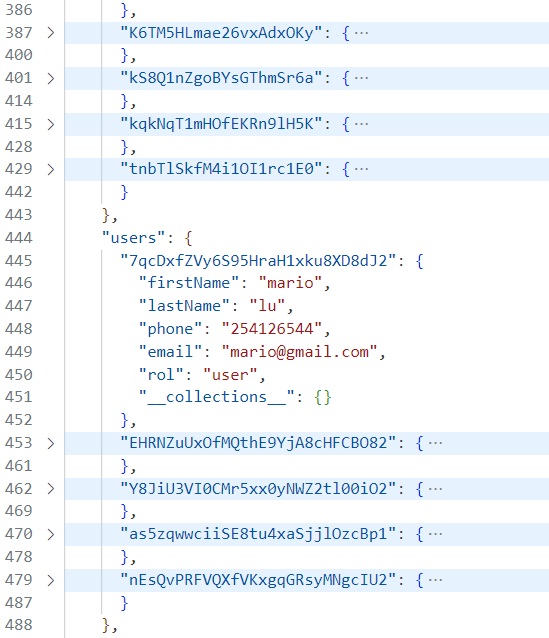 386 },
387 > "K6TM5HLmae26vxAdxOKy": { ···
400 },
401 > "kS8Q1nZgoBYsGThmSr6a": { ···
414 },
415 > "kqkNqT1mHOfEKRn9lH5K": { ···
428 },
429 > "tnbTlSkfM4i1OI1rc1E0": { ···
442 }
443 },
444 "users": {
445 "7qcDxfZVy6S95HraH1xku8XD8dJ2": {
446 "firstName": "mario",
447 "lastName": "lu",
448 "phone": "254126544",
449 "email": "mario@gmail.com",
450 "rol": "user",
451 "__collections__": {}
452 },
453 > "EHRNZuUxOfMQthE9YjA8cHFCBO82": { ···
461 },
462 > "Y8JiU3VI0CMr5xx0yNWZ2tl00iO2": { ···
469 },
470 > "as5zqwwciiSE8tu4xaSjjlOzcBp1": { ···
478 },
479 > "nEsQvPRFVQXfVKxgqGRsyMNgcIU2": { ···
487 }
488 },